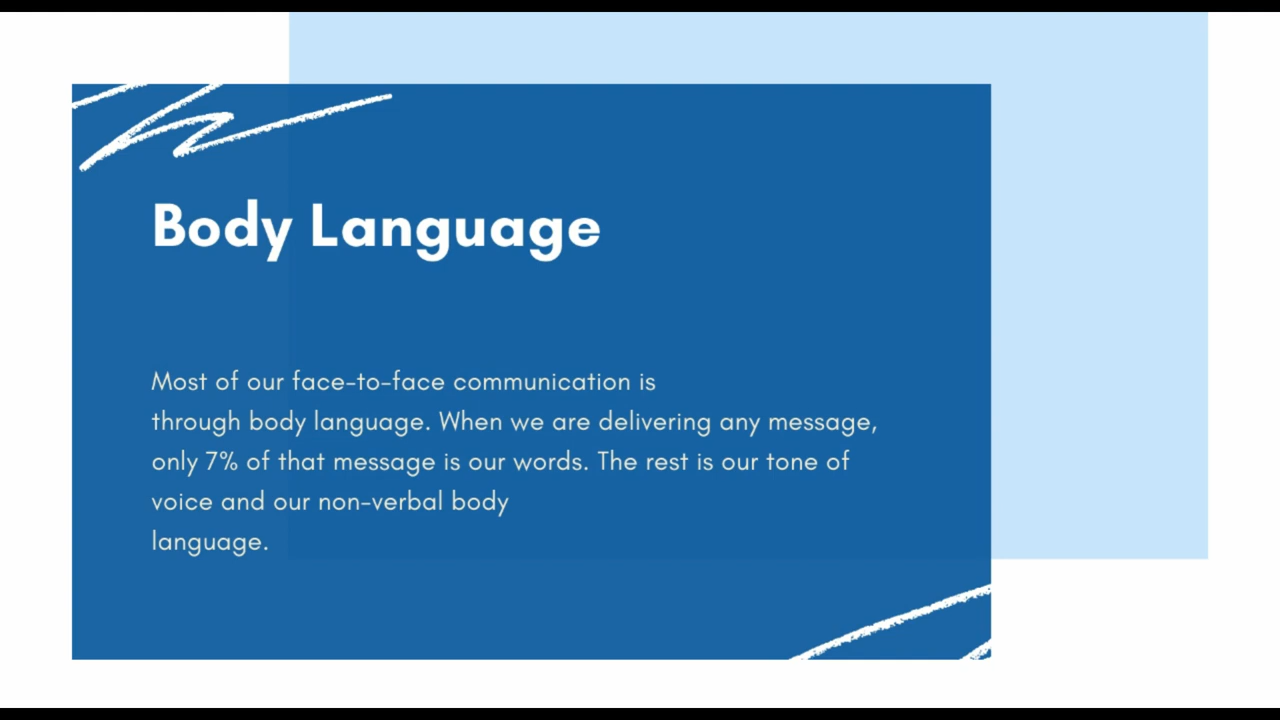 Body Language
Most of our face-to-face communication is
through body language. When we are delivering any message,
only 7% of that message is our words. The rest is our tone of
voice and our non-verbal body
language.